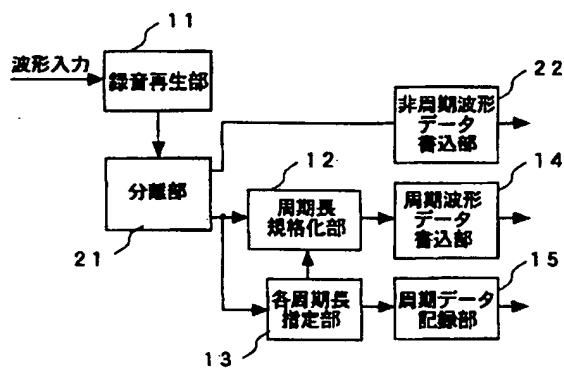 11
波形入力
録音再生部
22
非周期波形
データ
書込部
分離部
21
12
周期長
規格化部
14
周期波形
データ
書込部
各周期長
指定部
13
15
周期データ
記録部